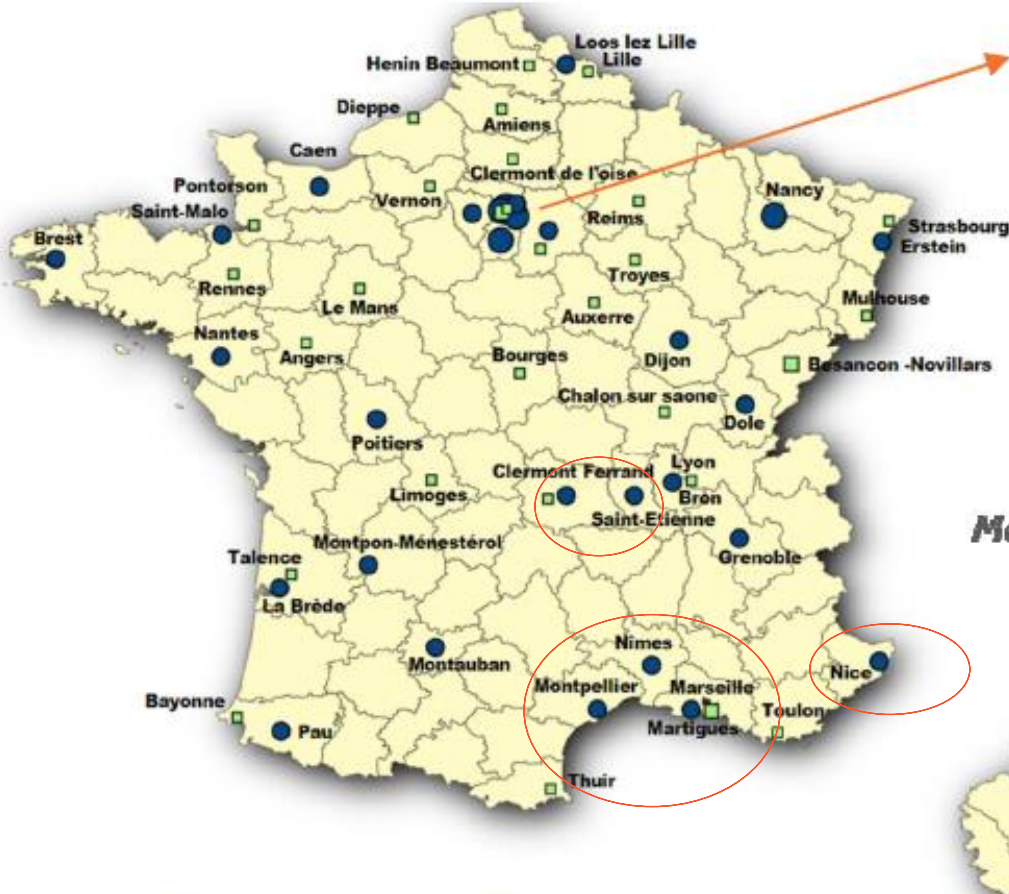 Loos lez Lille
Henin Beaumont
Lille
Dieppe
Amiens
Caen
Clermont de l'oise
Pontorson
Vernon
Nancy
Saint-Malo
Reims
Strasbourg
Brest
Erstein
Rennes
Troyes
Le Mans
Mulhouse
Auxerre
Nantes
Angers
Bourges
Dijon
Besancon -Novillars
Chalon sur saone
Dole
Poitiers
Clermont Ferrand
Lyon
Limoges
Bron
Saint-Etienne
Montpon-Ménestérol
Grenoble
Talence
La Brède
Nimes
Montauban
Nice
Montpellier
Marseille
Bayonne
Toulon
Martigues
Pau
Thuir